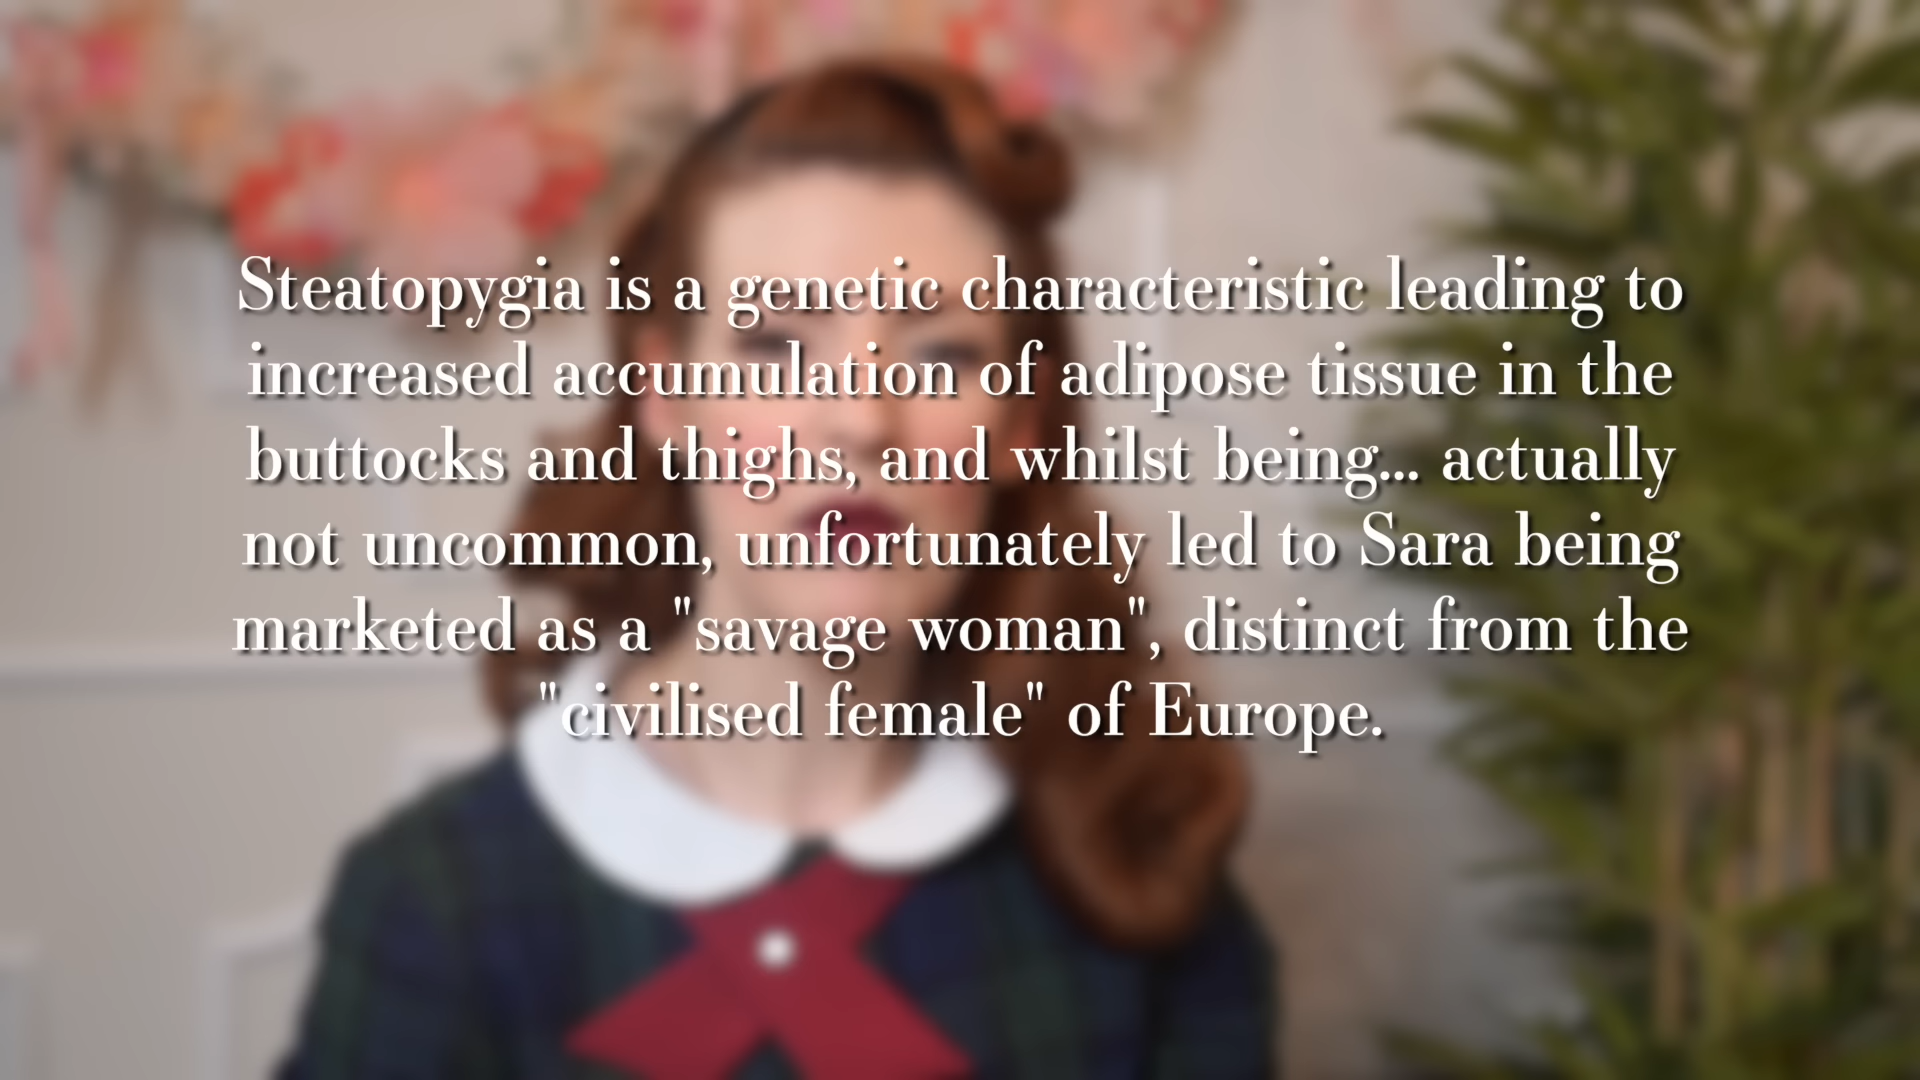 Steatopygia is a genetic characteristic leading to
increased accumulation of adipose tissue in the
buttocks and thighs, and whilst being... actually
not uncommon, unfortunately led to Sara being
marketed as a "savage woman", distinct from the
"civilised female" of Europe.